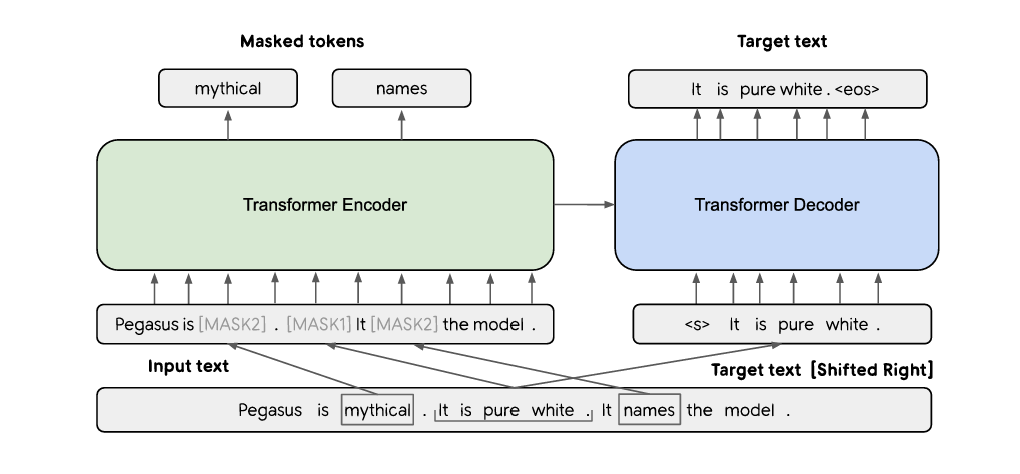 Masked tokens
Target text
mythical
names
It is pure white . <eos>
Transformer Encoder
Transformer Decoder
Pegasus is [MASK2] . [MASK1] It [MASK2] the model .
<s> It is pure white .
Input text
Target text [Shifted Right]
Pegasus is mythical . It is pure white . It names the model .